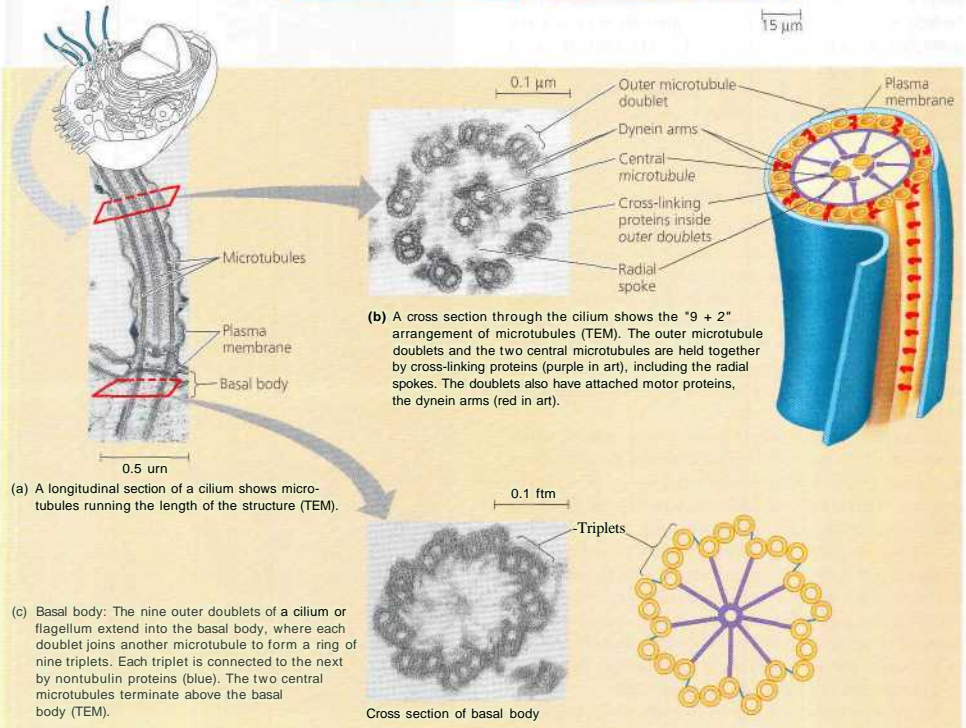 15 µm
0.1 µm
Outer microtubule
doublet
Dynein arms
Central
microtubule
Cross-linking
proteins inside
outer doublets
Radial
spoke
Plasma
membrane
Microtubules
Plasma
membrane
Basal body
0.5 urn
(a) A longitudinal section of a cilium shows micro-
tubules running the length of the structure (TEM).
(b) A cross section through the cilium shows the "9 + 2"
arrangement of microtubules (TEM). The outer microtubule
doublets and the two central microtubules are held together
by cross-linking proteins (purple in art), including the radial
spokes. The doublets also have attached motor proteins,
the dynein arms (red in art).
0.1 ftm
-Triplets
(c) Basal body: The nine outer doublets of a cilium or
flagellum extend into the basal body, where each
doublet joins another microtubule to form a ring of
nine triplets. Each triplet is connected to the next
by nontubulin proteins (blue). The two central
microtubules terminate above the basal
body (TEM).
Cross section of basal body